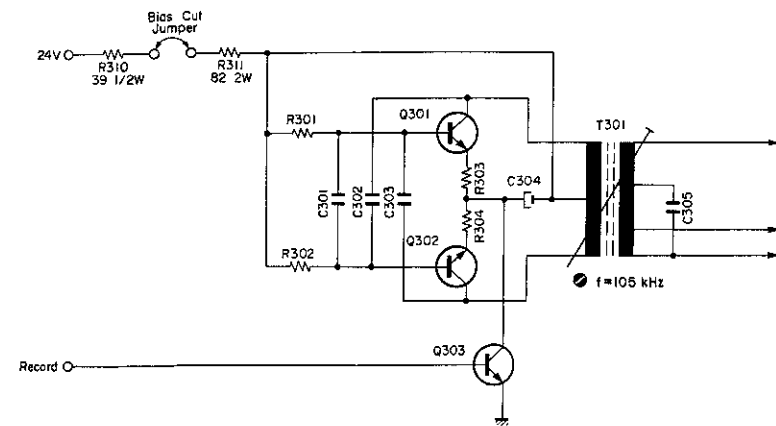 Bias Cut
Jumper
24V
R310
39 1/2W
R311
82 2W
R301
Q301
T301
C301
C302
C303
R303
C304
R304
C305
R302
Q302
f=105 kHz
Q303
Record